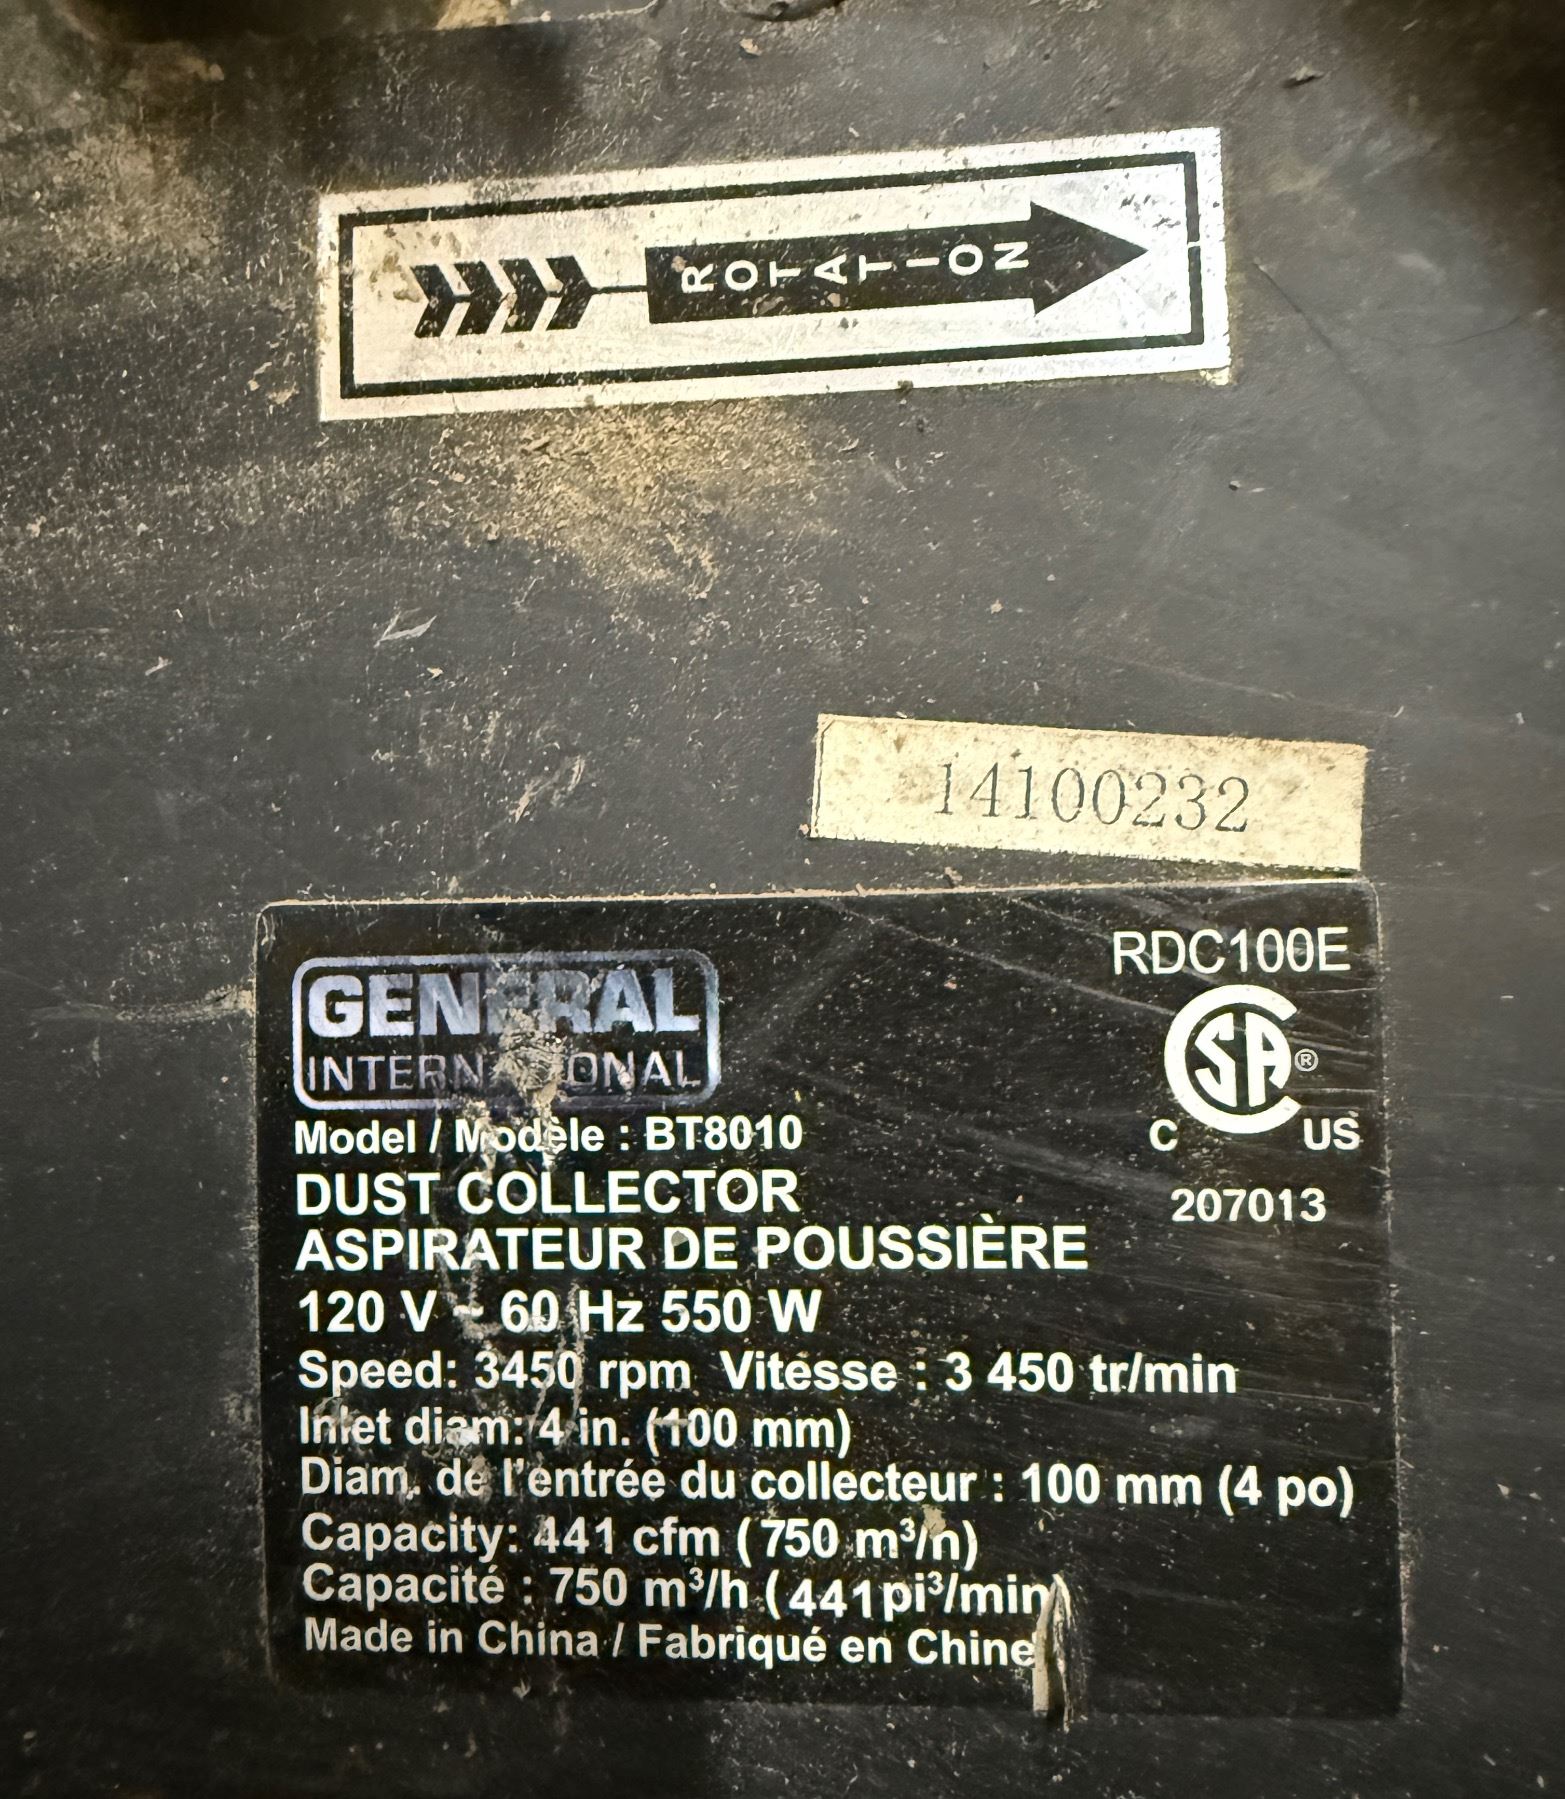 ROTATION
14100232
RDC100E
GENERAL
INTERNATIONAL
SA®
C US
Model / Modèle : BT8010
207013
DUST COLLECTOR
ASPIRATEUR DE POUSSIÈRE
120 V ~ 60 Hz 550 W
Speed: 3450 rpm Vitesse : 3 450 tr/min
Inlet diam: 4 in. (100 mm)
Diam. de l'entrée du collecteur : 100 mm (4 po)
Capacity: 441 cfm (750 m³/h)
Capacité : 750 m³/h (441 pi³/min)
Made in China / Fabriqué en Chine